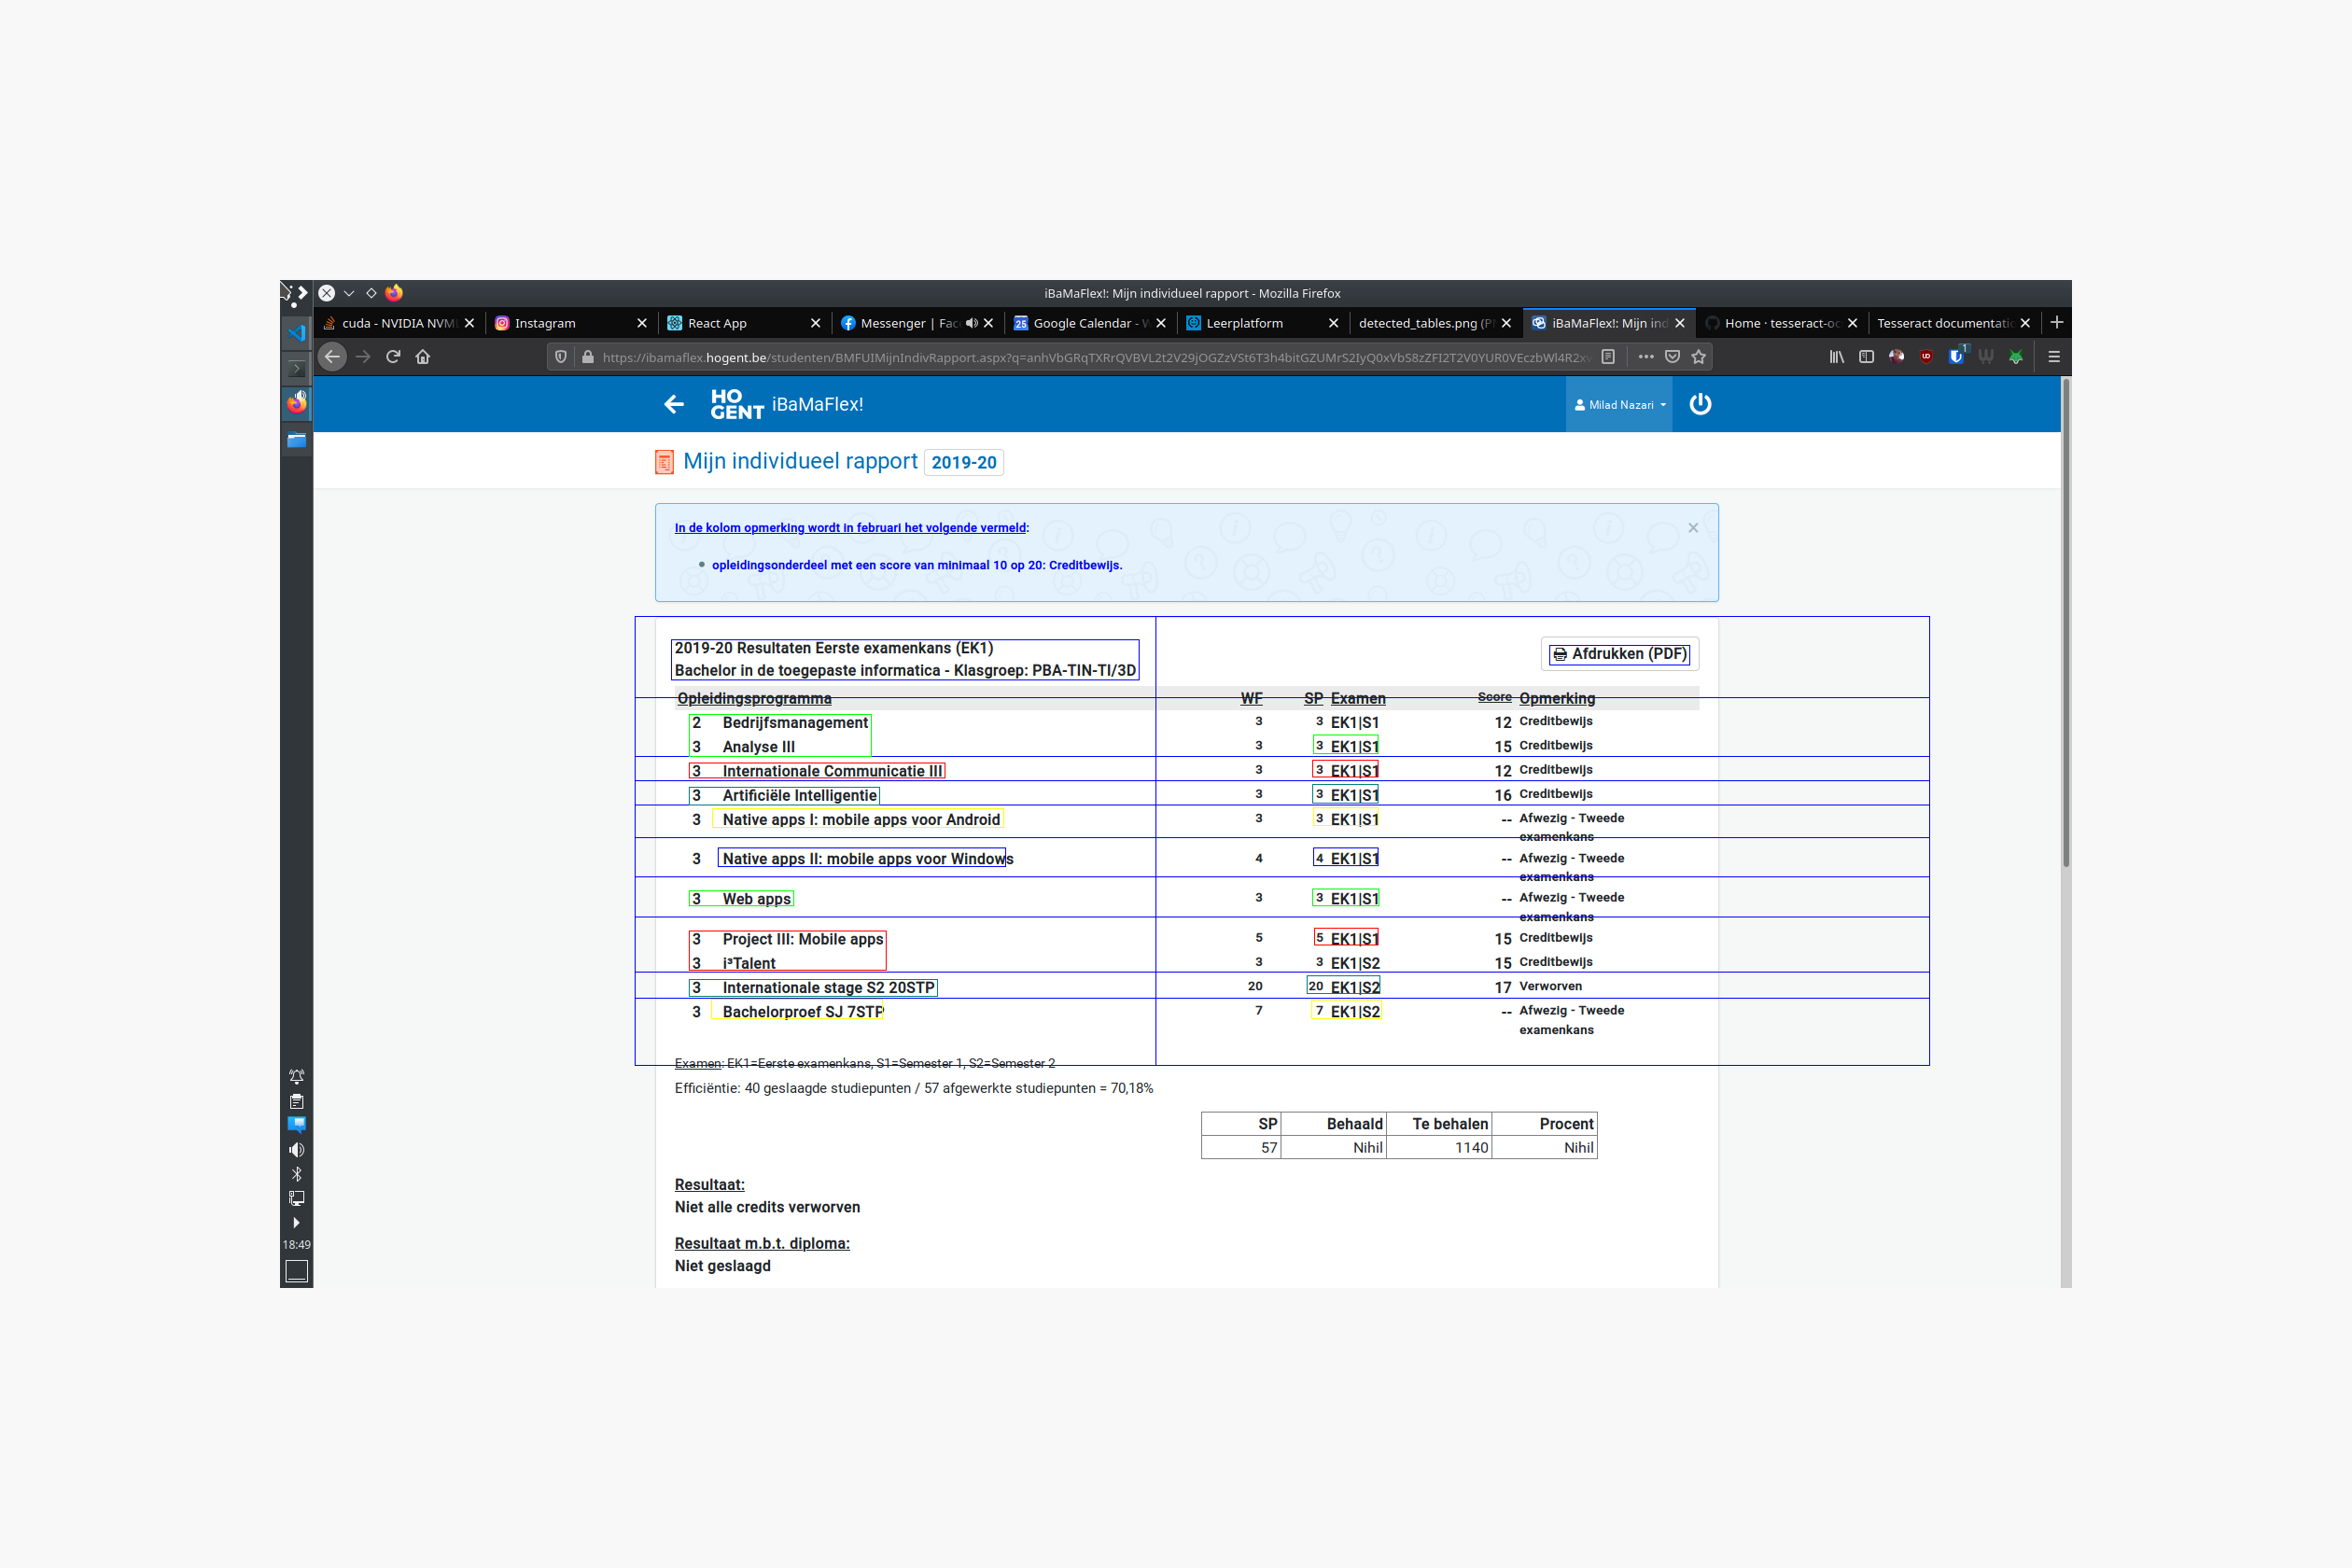 iBaMaFlex!: Mijn individueel rapport - Mozilla Firefox
cuda - NVIDIA NVM Instagram React App Messenger | Fac Google Calendar - W Leerplatform detected_tables.png (P iBaMaFlex!: Mijn ind Home · tesseract-oc Tesseract documentatic
https://ibamaflex.hogent.be/studenten/
HO GENT iBaMaFlex! Milad Nazari
Mijn individueel rapport 2019-20
In de kolom opmerking wordt in februari het volgende vermeld:
opleidingsonderdeel met een score van minimaal 10 op 20: Creditbewijs.
2019-20 Resultaten Eerste examenkans (EK1) Afdrukken (PDF)
Bachelor in de toegepaste informatica - Klasgroep: PBA-TIN-TI/3D
Opleidingsprogramma WF SP Examen Score Opmerking
2 Bedrijfsmanagement 3 3 EK1|S1 12 Creditbewijs
3 Analyse III 3 3 EK1|S1 15 Creditbewijs
3 Internationale Communicatie III 3 3 EK1|S1 12 Creditbewijs
3 Artificiële Intelligentie 3 3 EK1|S1 16 Creditbewijs
3 Native apps I: mobile apps voor Android 3 3 EK1|S1 -- Afwezig - Tweede
examenkans
3 Native apps II: mobile apps voor Windows 4 4 EK1|S1 -- Afwezig - Tweede
examenkans
3 Web apps 3 3 EK1|S1 -- Afwezig - Tweede
examenkans
3 Project III: Mobile apps 5 5 EK1|S1 15 Creditbewijs
3 i³Talent 3 3 EK1|S2 15 Creditbewijs
3 Internationale stage S2 20STP 20 20 EK1|S2 17 Verworven
3 Bachelorproef SJ 7STP 7 7 EK1|S2 -- Afwezig - Tweede
examenkans
Examen: EK1=Eerste examenkans, S1=Semester 1, S2=Semester 2
Efficiëntie: 40 geslaagde studiepunten / 57 afgewerkte studiepunten = 70,18%
SP Behaald Te behalen Procent
57 Nihil 1140 Nihil
Resultaat:
Niet alle credits verworven
Resultaat m.b.t. diploma:
Niet geslaagd
18:49